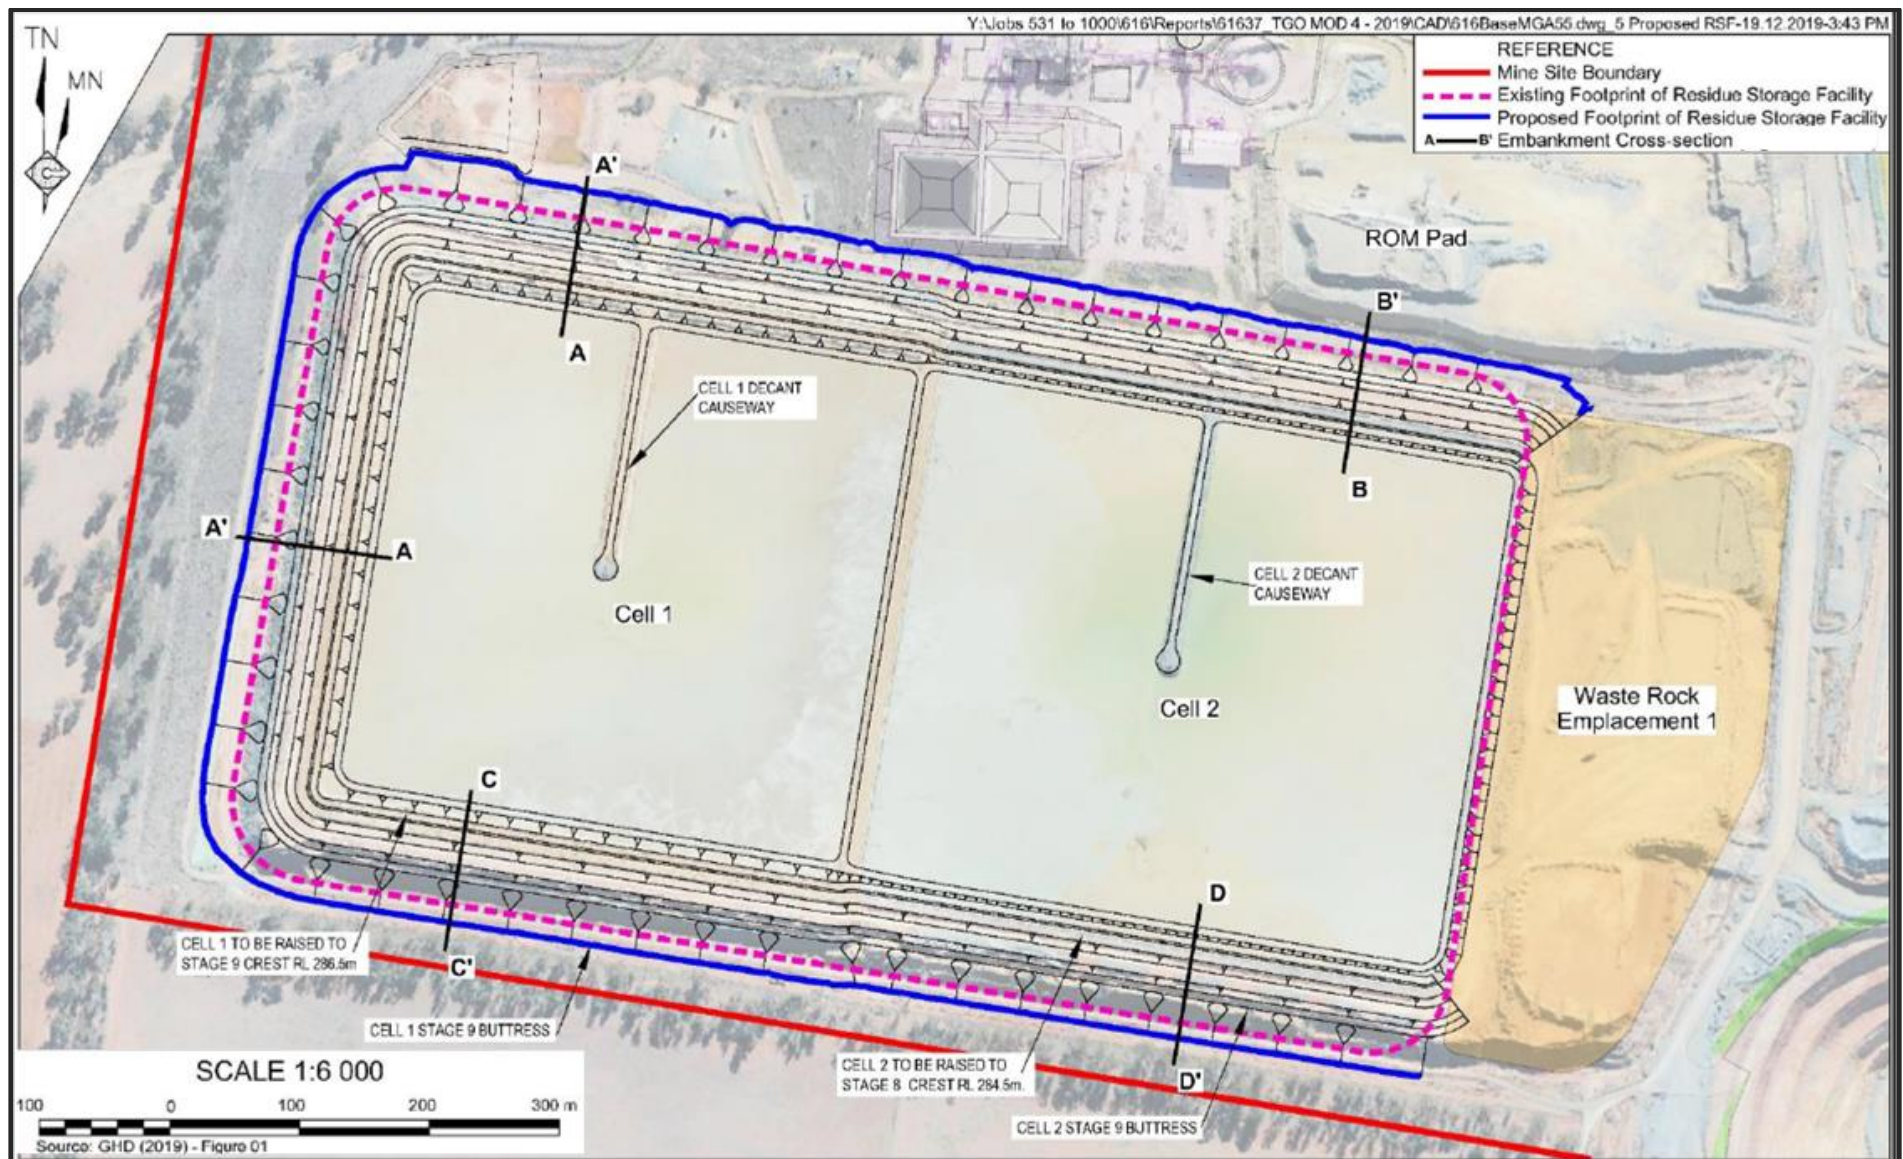 Y:\Jobs 531 to 1000\616\Reports\61637_TGO MOD 4 - 2019\CAD\616BaseMGA55.dwg_5 Proposed RSF-19.12.2019-3:43 PM
TN
MN
REFERENCE
Mine Site Boundary
Existing Footprint of Residue Storage Facility
Proposed Footprint of Residue Storage Facility
A B' Embankment Cross-section
A'
ROM Pad
B'
A
CELL 1 DECANT
CAUSEWAY
B
A'
A
CELL 2 DECANT
CAUSEWAY
Cell 1
Cell 2
Waste Rock
Emplacement 1
C
D
CELL 1 TO BE RAISED TO
STAGE 9 CREST RL 286.5m
C'
CELL 1 STAGE 9 BUTTRESS
CELL 2 TO BE RAISED TO
STAGE 8 CREST RL 284.5m.
D'
CELL 2 STAGE 9 BUTTRESS
SCALE 1:6 000
100 0 100 200 300 m
Source: GHD (2019) - Figure 01